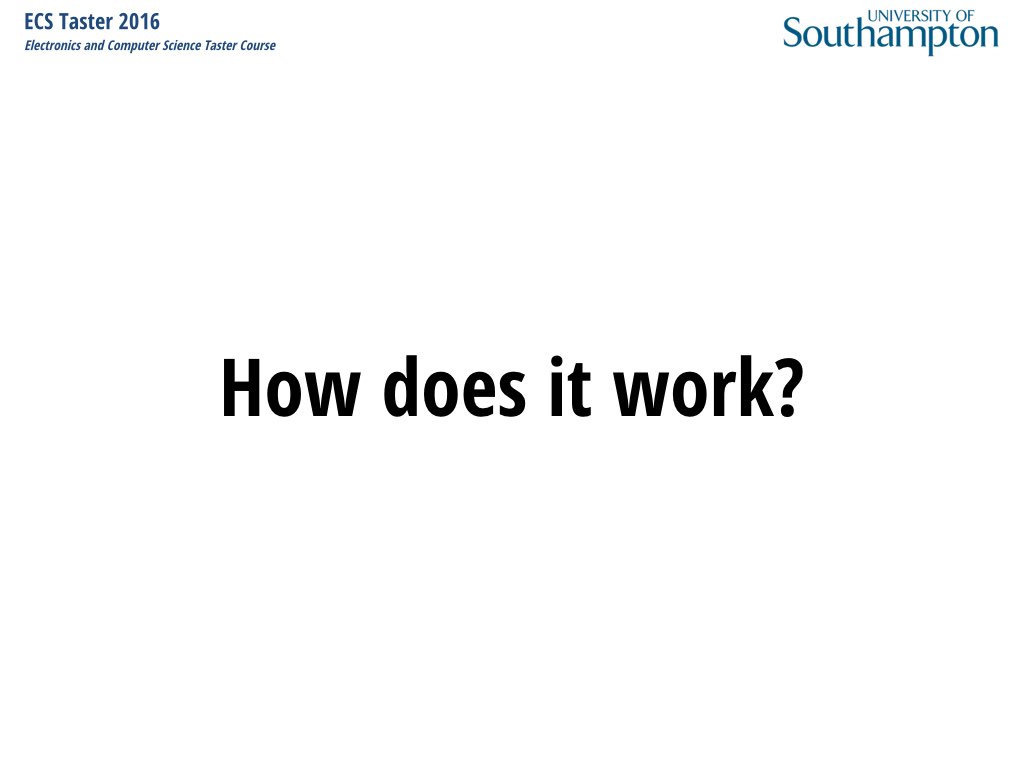 ECS Taster 2016
Electronics and Computer Science Taster Course
UNIVERSITY OF
Southampton
How does it work?